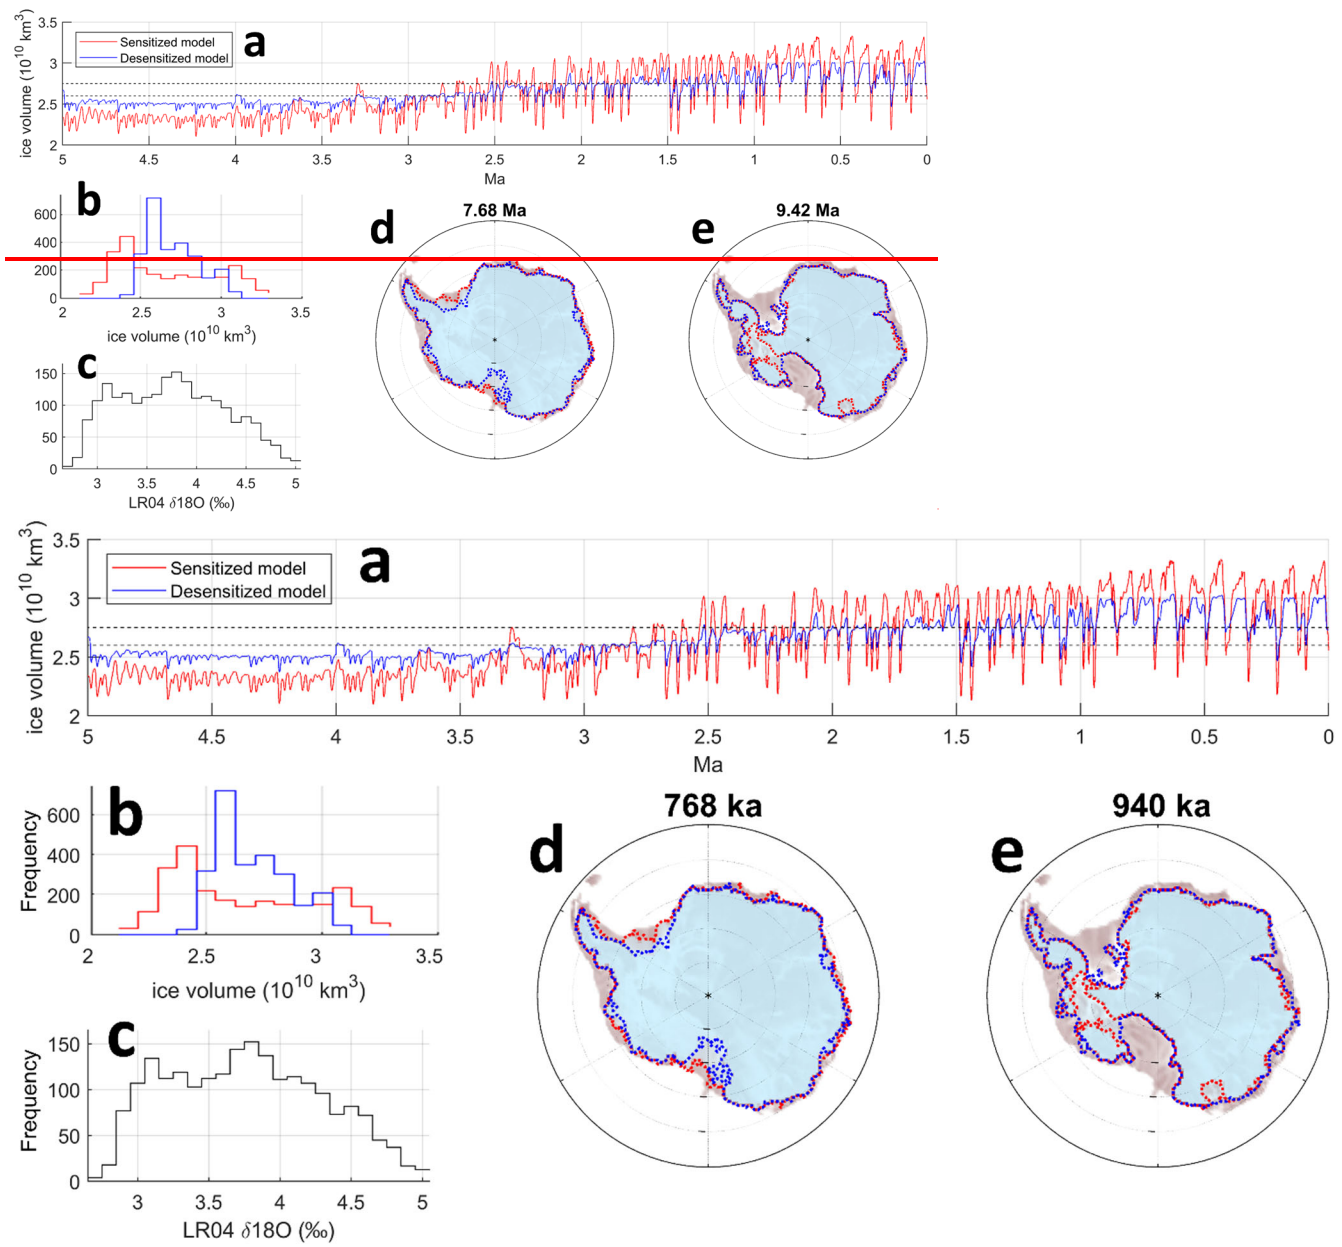 ice volume (10^10 km^3)
3.5
3
2.5
2
Sensitized model
Desensitized model
a
5
4.5
4
3.5
3
2.5
2
1.5
1
0.5
0
Ma
b
600
400
200
0
2
2.5
3
3.5
ice volume (10^10 km^3)
d
7.68 Ma
e
9.42 Ma
c
150
100
50
0
3
3.5
4
4.5
5
LR04 δ18O (‰)
ice volume (10^10 km^3)
3.5
3
2.5
2
Sensitized model
Desensitized model
a
5
4.5
4
3.5
3
2.5
2
1.5
1
0.5
0
Ma
b
Frequency
600
400
200
0
2
2.5
3
3.5
ice volume (10^10 km^3)
d
768 ka
e
940 ka
c
Frequency
150
100
50
0
3
3.5
4
4.5
5
LR04 δ18O (‰)